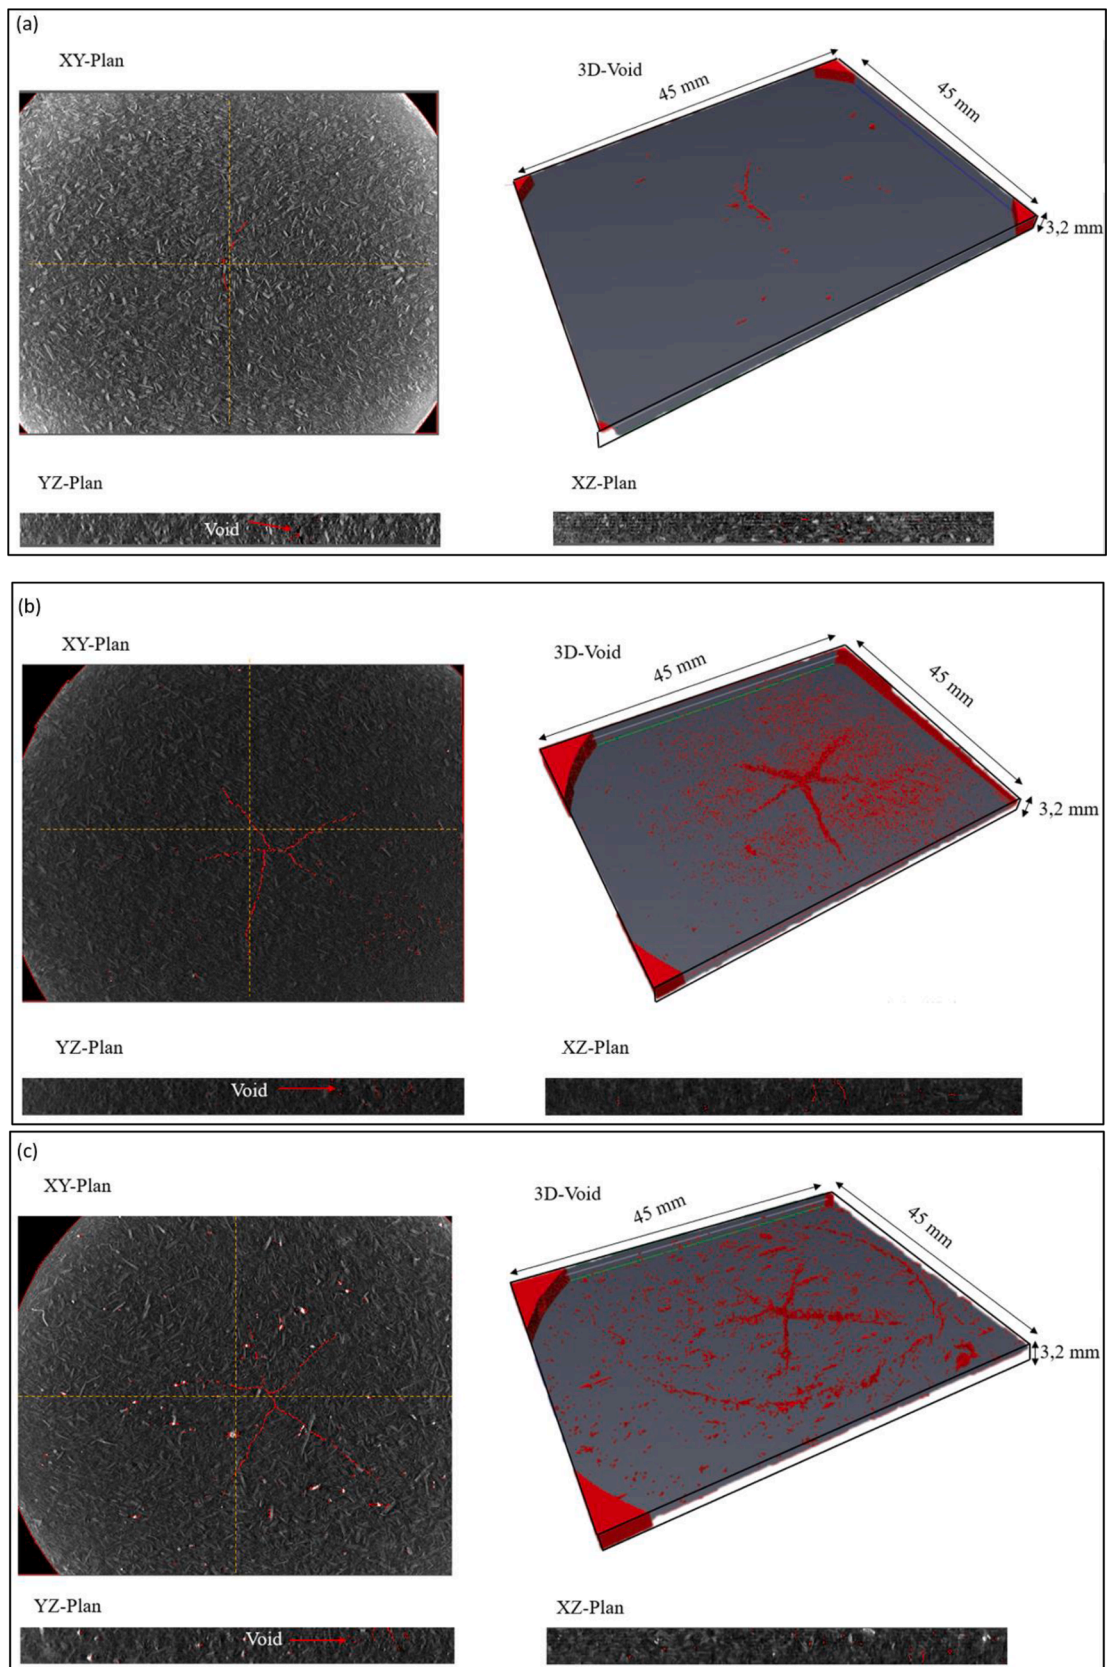 (a)
XY-Plan
3D-Void
45 mm
45 mm
3,2 mm
YZ-Plan
XZ-Plan
Void
(b)
XY-Plan
3D-Void
45 mm
45 mm
3,2 mm
YZ-Plan
XZ-Plan
Void
(c)
XY-Plan
3D-Void
45 mm
45 mm
3,2 mm
YZ-Plan
XZ-Plan
Void